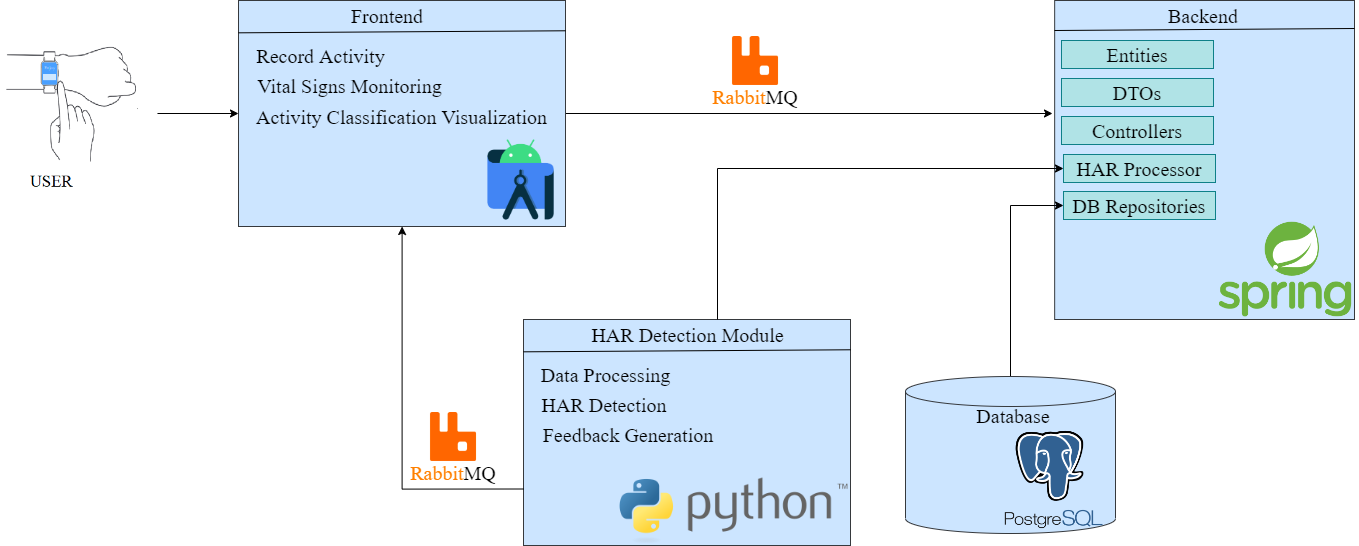 Frontend
Record Activity
Vital Signs Monitoring
Activity Classification Visualization
USER
RabbitMQ
Backend
Entities
DTOs
Controllers
HAR Processor
DB Repositories
spring
HAR Detection Module
Data Processing
HAR Detection
Feedback Generation
python™
RabbitMQ
Database
PostgreSQL